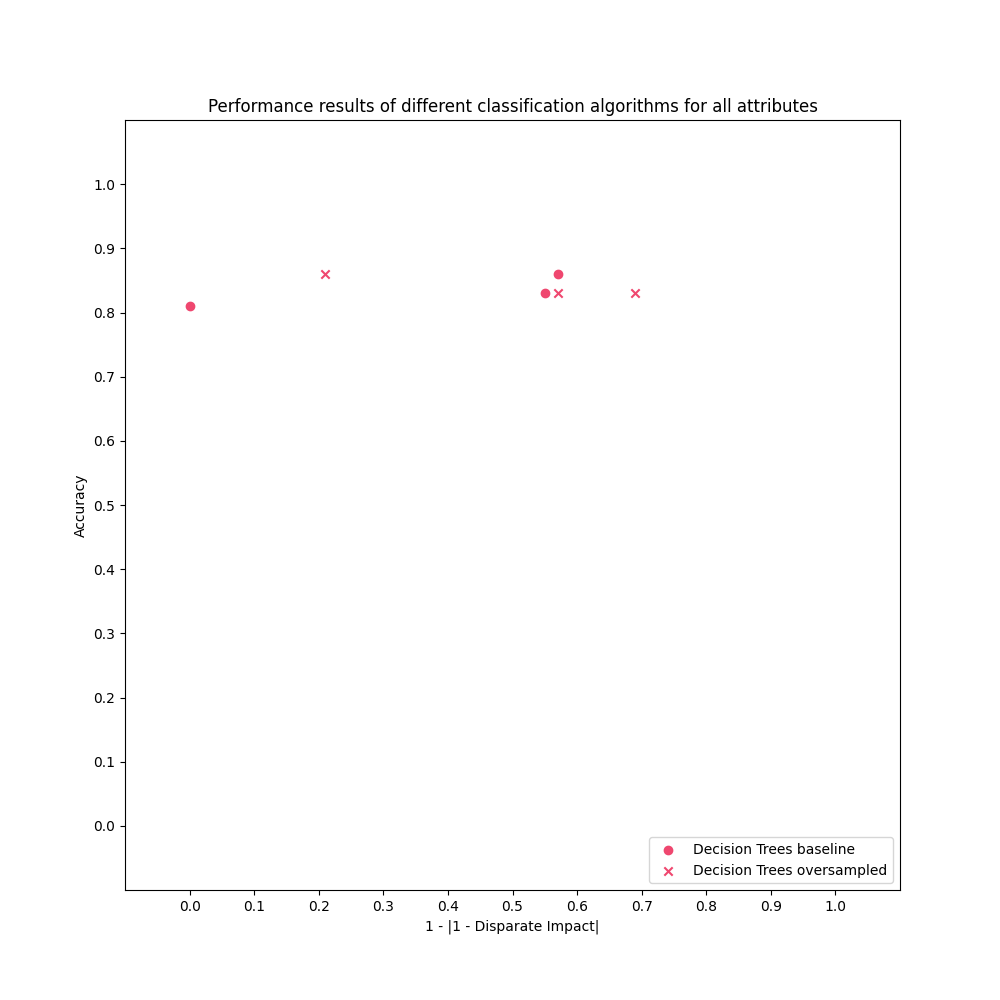 Performance results of different classification algorithms for all attributes
Accuracy
1.0
0.9
0.8
0.7
0.6
0.5
0.4
0.3
0.2
0.1
0.0
Decision Trees baseline
Decision Trees oversampled
0.0 0.1 0.2 0.3 0.4 0.5 0.6 0.7 0.8 0.9 1.0
1 - |1 - Disparate Impact|